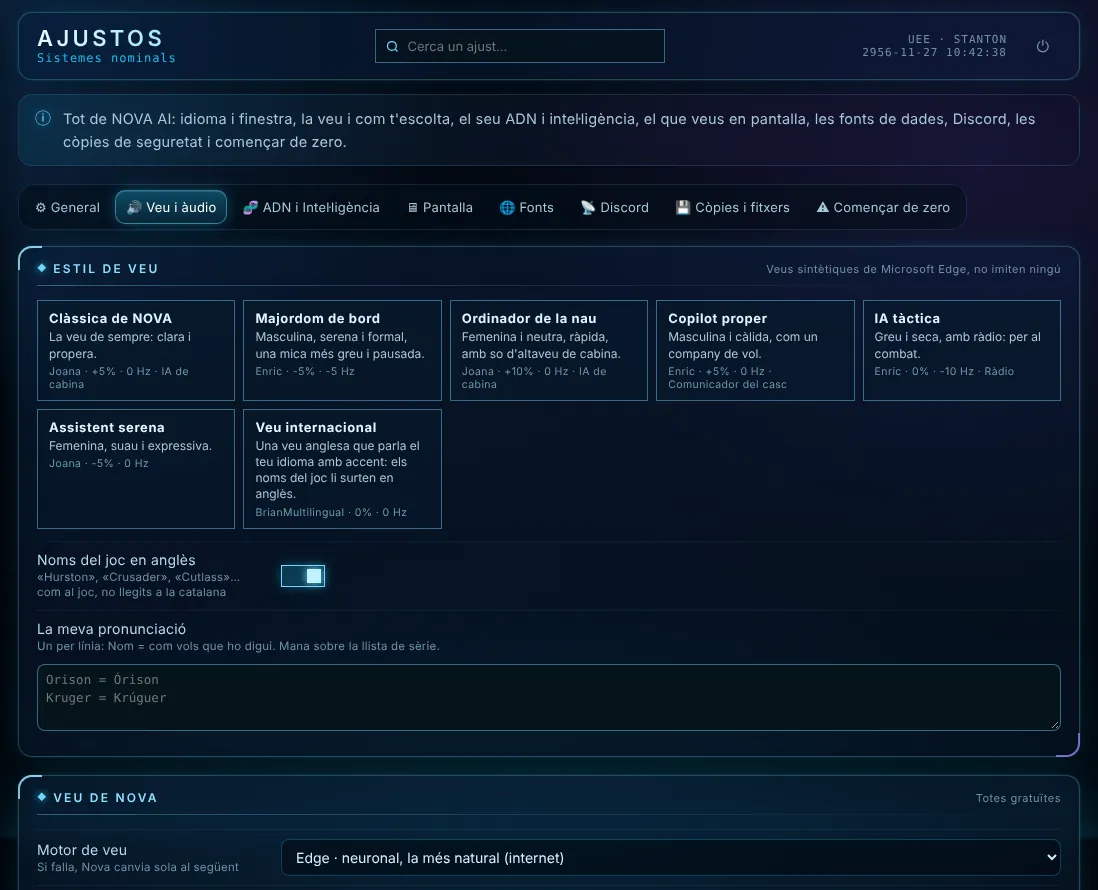 AJUSTOS
Sistemes nominals
Cerca un ajust...
UEE · STANTON
2956-11-27 10:42:38
Tot de NOVA AI: idioma i finestra, la veu i com t'escolta, el seu ADN i intel·ligència, el que veus en pantalla, les fonts de dades, Discord, les
còpies de seguretat i començar de zero.
General
Veu i àudio
ADN i Intel·ligència
Pantalla
Fonts
Discord
Còpies i fitxers
Començar de zero
ESTIL DE VEU
Veus sintètiques de Microsoft Edge, no imiten ningú
Clàssica de NOVA
La veu de sempre: clara i
propera.
Joana · +5% · 0 Hz · IA de
cabina
Majordom de bord
Masculina, serena i formal,
una mica més greu i pausada.
Enric · -5% · -5 Hz
Ordinador de la nau
Femenina i neutra, ràpida,
amb so d'altaveu de cabina.
Joana · +10% · 0 Hz · IA de
cabina
Copilot proper
Masculina i càlida, com un
company de vol.
Enric · +5% · 0 Hz ·
Comunicador del casc
IA tàctica
Greu i seca, amb ràdio: per al
combat.
Enric · 0% · -10 Hz · Ràdio
Assistent serena
Femenina, suau i expressiva.
Joana · -5% · 0 Hz
Veu internacional
Una veu anglesa que parla el
teu idioma amb accent: els
noms del joc li surten en
anglès.
BrianMultilingual · 0% · 0 Hz
Noms del joc en anglès
«Hurston», «Crusader», «Cutlass»...
com al joc, no llegits a la catalana
La meva pronunciació
Un per línia: Nom = com vols que ho digui. Mana sobre la llista de sèrie.
Orison = Órison
Kruger = Krúguer
VEU DE NOVA
Totes gratuïtes
Motor de veu
Si falla, Nova canvia sola al següent
Edge · neuronal, la més natural (internet)